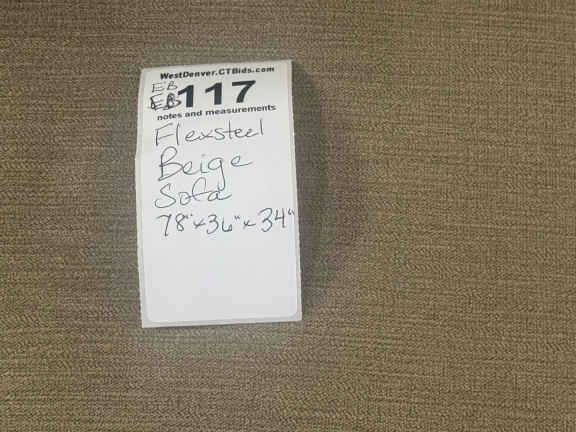 WestDenver.CTBids.com
EB
EB117
notes and measurements
Flexsteel
Beige
Sofa
78"x36"x34"